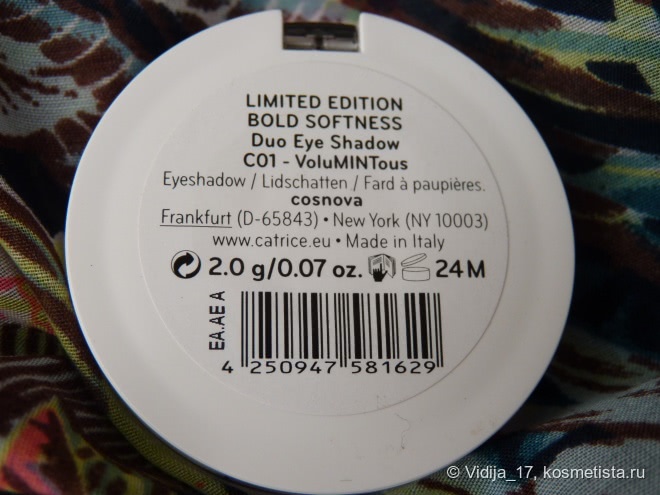 LIMITED EDITION
BOLD SOFTNESS
Duo Eye Shadow
C01 - VoluMINTous
Eyeshadow / Lidschatten / Fard à paupières.
cosnova
Frankfurt (D-65843) • New York (NY 10003)
www.catrice.eu • Made in Italy
2.0 g/0.07 oz. 24M
EA.AE A
4 250947 581629
© Vidija_17, kosmetista.ru